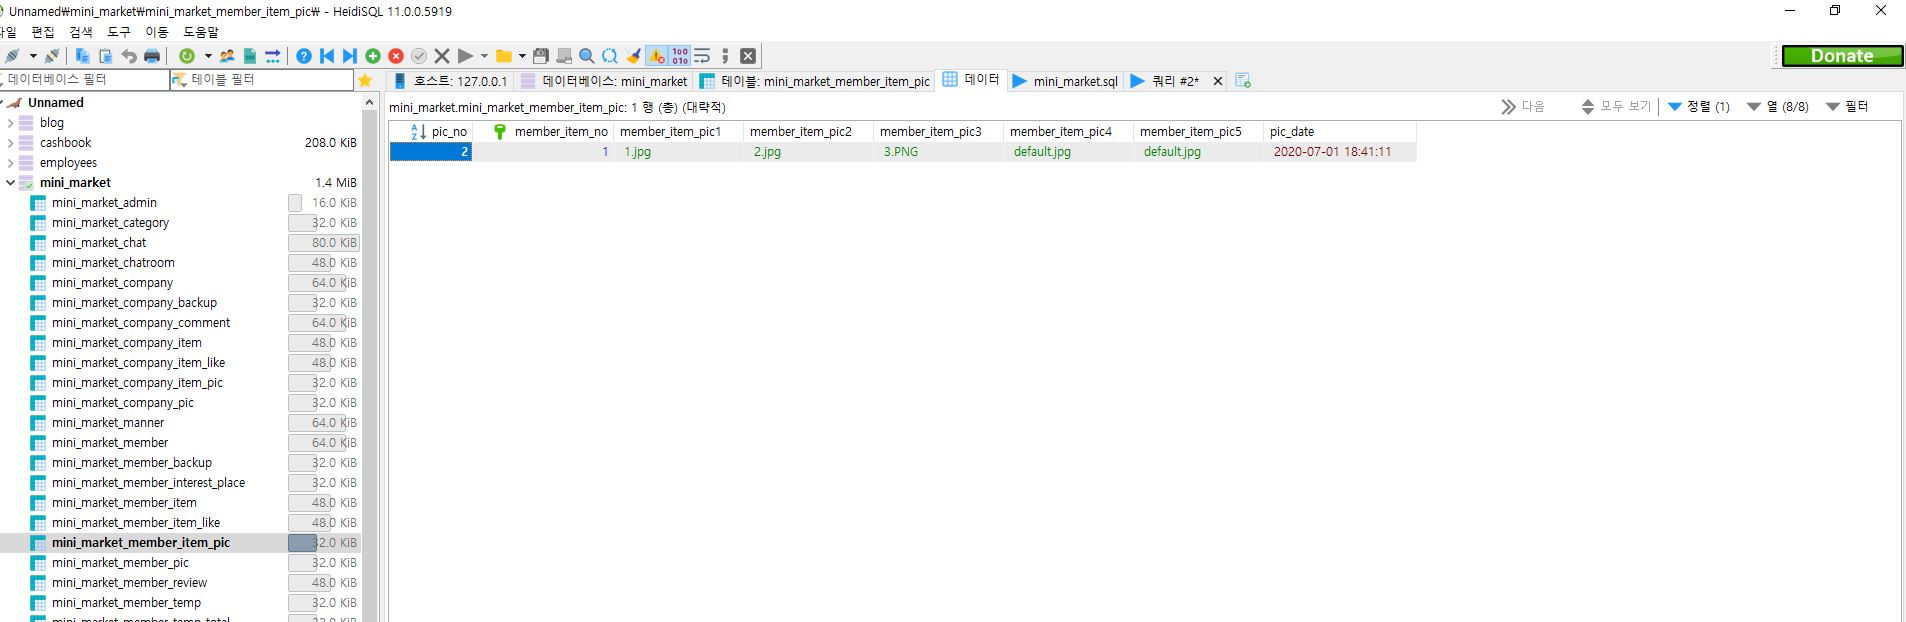 Unnamed₩mini_market₩mini_market_member_item_pic₩ - HeidiSQL 11.0.0.5919
편집 검색 도구 이동 도움말
Donate
데이터베이스 필터 테이블 필터
호스트: 127.0.0.1 데이터베이스: mini_market 테이블: mini_market_member_item_pic 데이터 mini_market.sql 쿼리 #2*
mini_market.mini_market_member_item_pic: 1 행 (총) (대략적) 다음 모두 보기 정렬 (1) 열 (8/8) 필터
pic_no member_item_no member_item_pic1 member_item_pic2 member_item_pic3 member_item_pic4 member_item_pic5 pic_date
2 1 1.jpg 2.jpg 3.PNG default.jpg default.jpg 2020-07-01 18:41:11
Unnamed
blog
cashbook 208.0 KiB
employees
mini_market 1.4 MiB
mini_market_admin 16.0 KiB
mini_market_category 32.0 KiB
mini_market_chat 80.0 KiB
mini_market_chatroom 48.0 KiB
mini_market_company 64.0 KiB
mini_market_company_backup 32.0 KiB
mini_market_company_comment 64.0 KiB
mini_market_company_item 48.0 KiB
mini_market_company_item_like 48.0 KiB
mini_market_company_item_pic 32.0 KiB
mini_market_company_pic 32.0 KiB
mini_market_manner 64.0 KiB
mini_market_member 64.0 KiB
mini_market_member_backup 32.0 KiB
mini_market_member_interest_place 32.0 KiB
mini_market_member_item 48.0 KiB
mini_market_member_item_like 48.0 KiB
mini_market_member_item_pic 32.0 KiB
mini_market_member_pic 32.0 KiB
mini_market_member_review 48.0 KiB
mini_market_member_temp 32.0 KiB